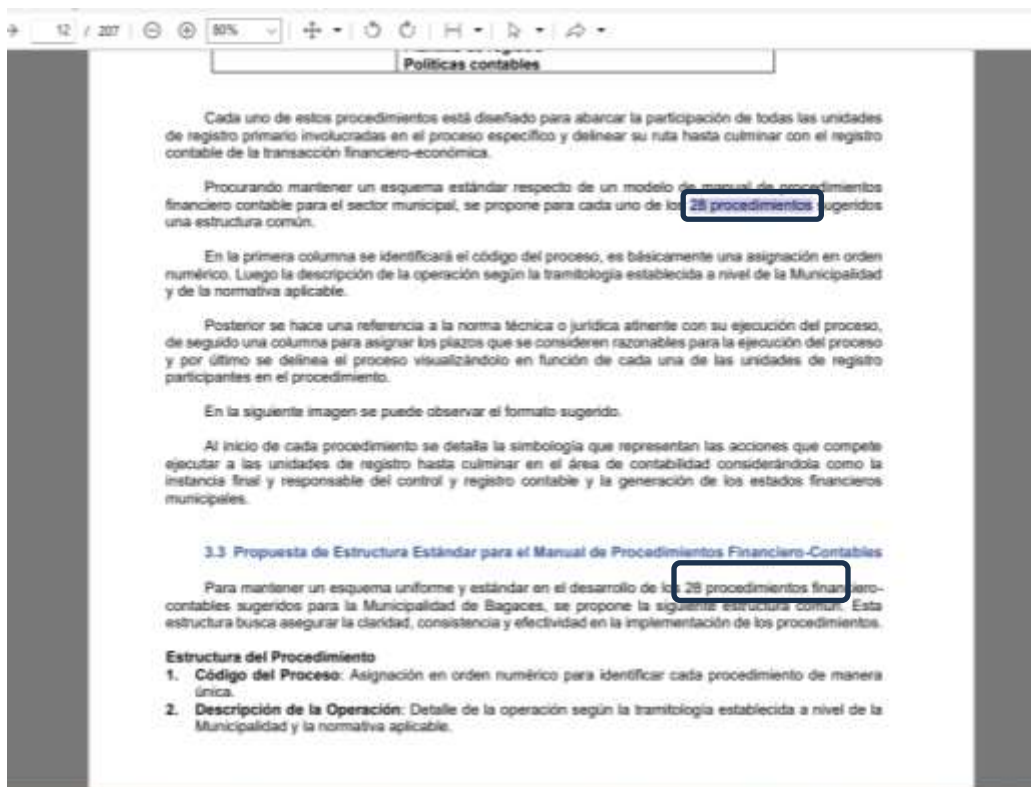 12 / 207
80%
Políticas contables
Cada uno de estos procedimientos está diseñado para abarcar la participación de todas las unidades
de registro primario involucradas en el proceso específico y delinear su ruta hasta culminar con el registro
contable de la transacción financiero-económica.
Procurando mantener un esquema estándar respecto de un modelo de manual de procedimientos
financiero contable para el sector municipal, se propone para cada uno de los 28 procedimientos sugeridos
una estructura común.
En la primera columna se identificará el código del proceso, es básicamente una asignación en orden
numérico. Luego la descripción de la operación según la tramitología establecida a nivel de la Municipalidad
y de la normativa aplicable.
Posterior se hace una referencia a la norma técnica o jurídica atinente con su ejecución del proceso,
de seguido una columna para asignar los plazos que se consideren razonables para la ejecución del proceso
y por último se delinea el proceso visualizándolo en función de cada una de las unidades de registro
participantes en el procedimiento.
En la siguiente imagen se puede observar el formato sugerido.
Al inicio de cada procedimiento se detalla la simbología que representan las acciones que compete
ejecutar a las unidades de registro hasta culminar en el área de contabilidad considerándola como la
instancia final y responsable del control y registro contable y la generación de los estados financieros
municipales.
3.3 Propuesta de Estructura Estándar para el Manual de Procedimientos Financiero-Contables
Para mantener un esquema uniforme y estándar en el desarrollo de los 28 procedimientos financiero-
contables sugeridos para la Municipalidad de Bagaces, se propone la siguiente estructura común. Esta
estructura busca asegurar la claridad, consistencia y efectividad en la implementación de los procedimientos.
Estructura del Procedimiento
1. Código del Proceso: Asignación en orden numérico para identificar cada procedimiento de manera
única.
2. Descripción de la Operación: Detalle de la operación según la tramitología establecida a nivel de la
Municipalidad y la normativa aplicable.